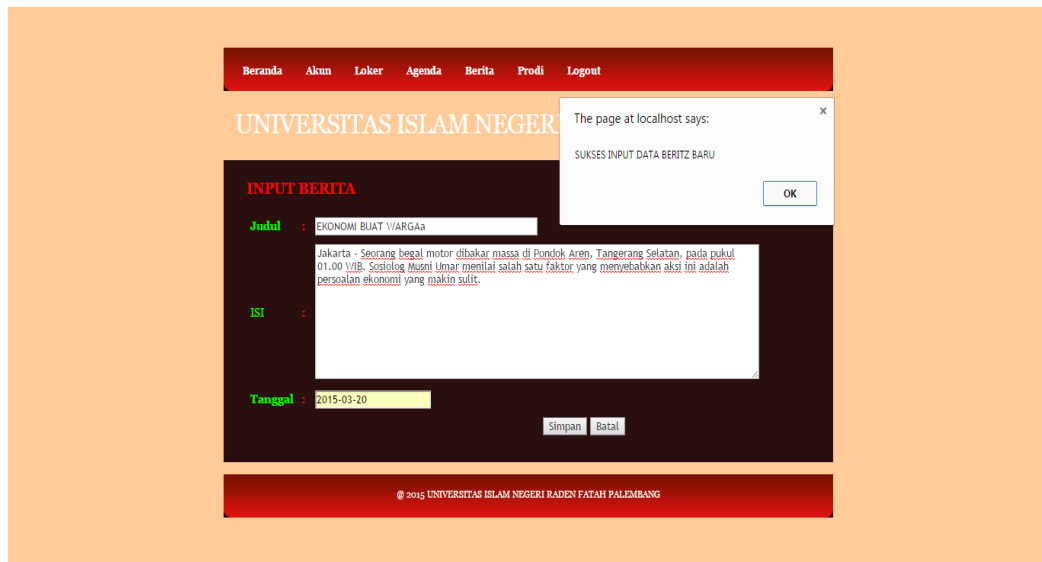 Beranda Akun Loker Agenda Berita Prodi Logout
UNIVERSITAS ISLAM NEGER
The page at localhost says:
SUKSES INPUT DATA BERITZ BARU
OK
INPUT BERITA
Judul : EKONOMI BUAT WARGAa
ISI :
Jakarta - Seorang begal motor dibakar massa di Pondok Aren, Tangerang Selatan, pada pukul
01.00 WIB. Sosiolog Musni Umar menilai salah satu faktor yang menyebabkan aksi ini adalah
persoalan ekonomi yang makin sulit.
Tanggal : 2015-03-20
Simpan Batal
@ 2015 UNIVERSITAS ISLAM NEGERI RADEN FATAH PALEMBANG